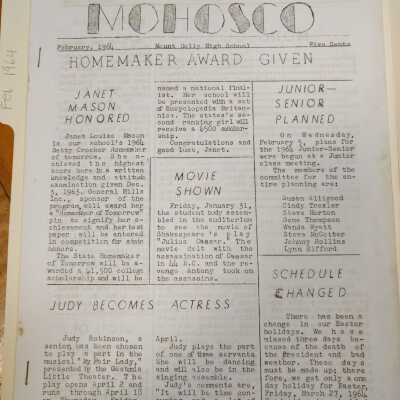 Feb 1964
MOHOSCO
February, 1964 Mount Holly High School Five Cents
HOMEMAKER AWARD GIVEN
JANET
MASON
HONORED
Janet Louise Mason
is our school's 1964
Betty Crocker Homemaker
of tomorrow. She a-
chieved the highest
score here in a written
knowledge and attitude
examination given Dec.
3, 1963. General Mills
Inc., sponsor of the
program, will award her
a "Homemaker of Tomorrow"
pin to signify her a-
chievement and her test
paper will be entered
in competition for state
honors.
The State Homemaker
of Tomorrow will be a-
warded a $1,500 college
scholarship and will be
named a national final-
ist. Her school will
be presented with a set
of Encyclopedia Britan-
nica. The state's sec-
ond ranking girl will
receive a $500 scholar-
ship.
Congratulations and
good luck, Janet.
MOVIE
SHOWN
Friday, January 31,
the student body assem-
bled in the auditorium
to see the movie of
Shakespeare's play
"Julius Caesar." The
movie delt with the
assassination of Caesar
in 44 B.C. and the re-
venge Antony took on
the assassins.
JUNIOR-
SENIOR
PLANNED
On Wednesday,
February 5, plans for
the 1964 Junior-Senior
were begun at a Junior
class meeting.
The members of the
committee for the en-
tire planning are:
Susan Alligood
Cindy Trexler
Steve Horton
Gene Thompson
Wanda Wyatt
Steve McCotter
Johnny Rollins
Lynn Gifford
SCHEDULE
CHANGED
There has been a
change in our Easter
holidays. We have
missed three days be-
cause of the death of
the President and bad
weather. These days
must be made up; there
fore, we get only a one
day holiday for Easter,
Friday, March 27, 1964
JUDY BECOMES ACTRESS
Judy Robinson, a
senior, has been chosen
to play a part in the
musical "My Fair Lady,"
presented by the Gastonia
Little Theater. The
play opens April 2 and
runs through April 18
April.
Judy plays the part
of one of the servants
She will be dancing
and will also be in the
singing ensemble.
Judy's comments are,
"It will be time con-